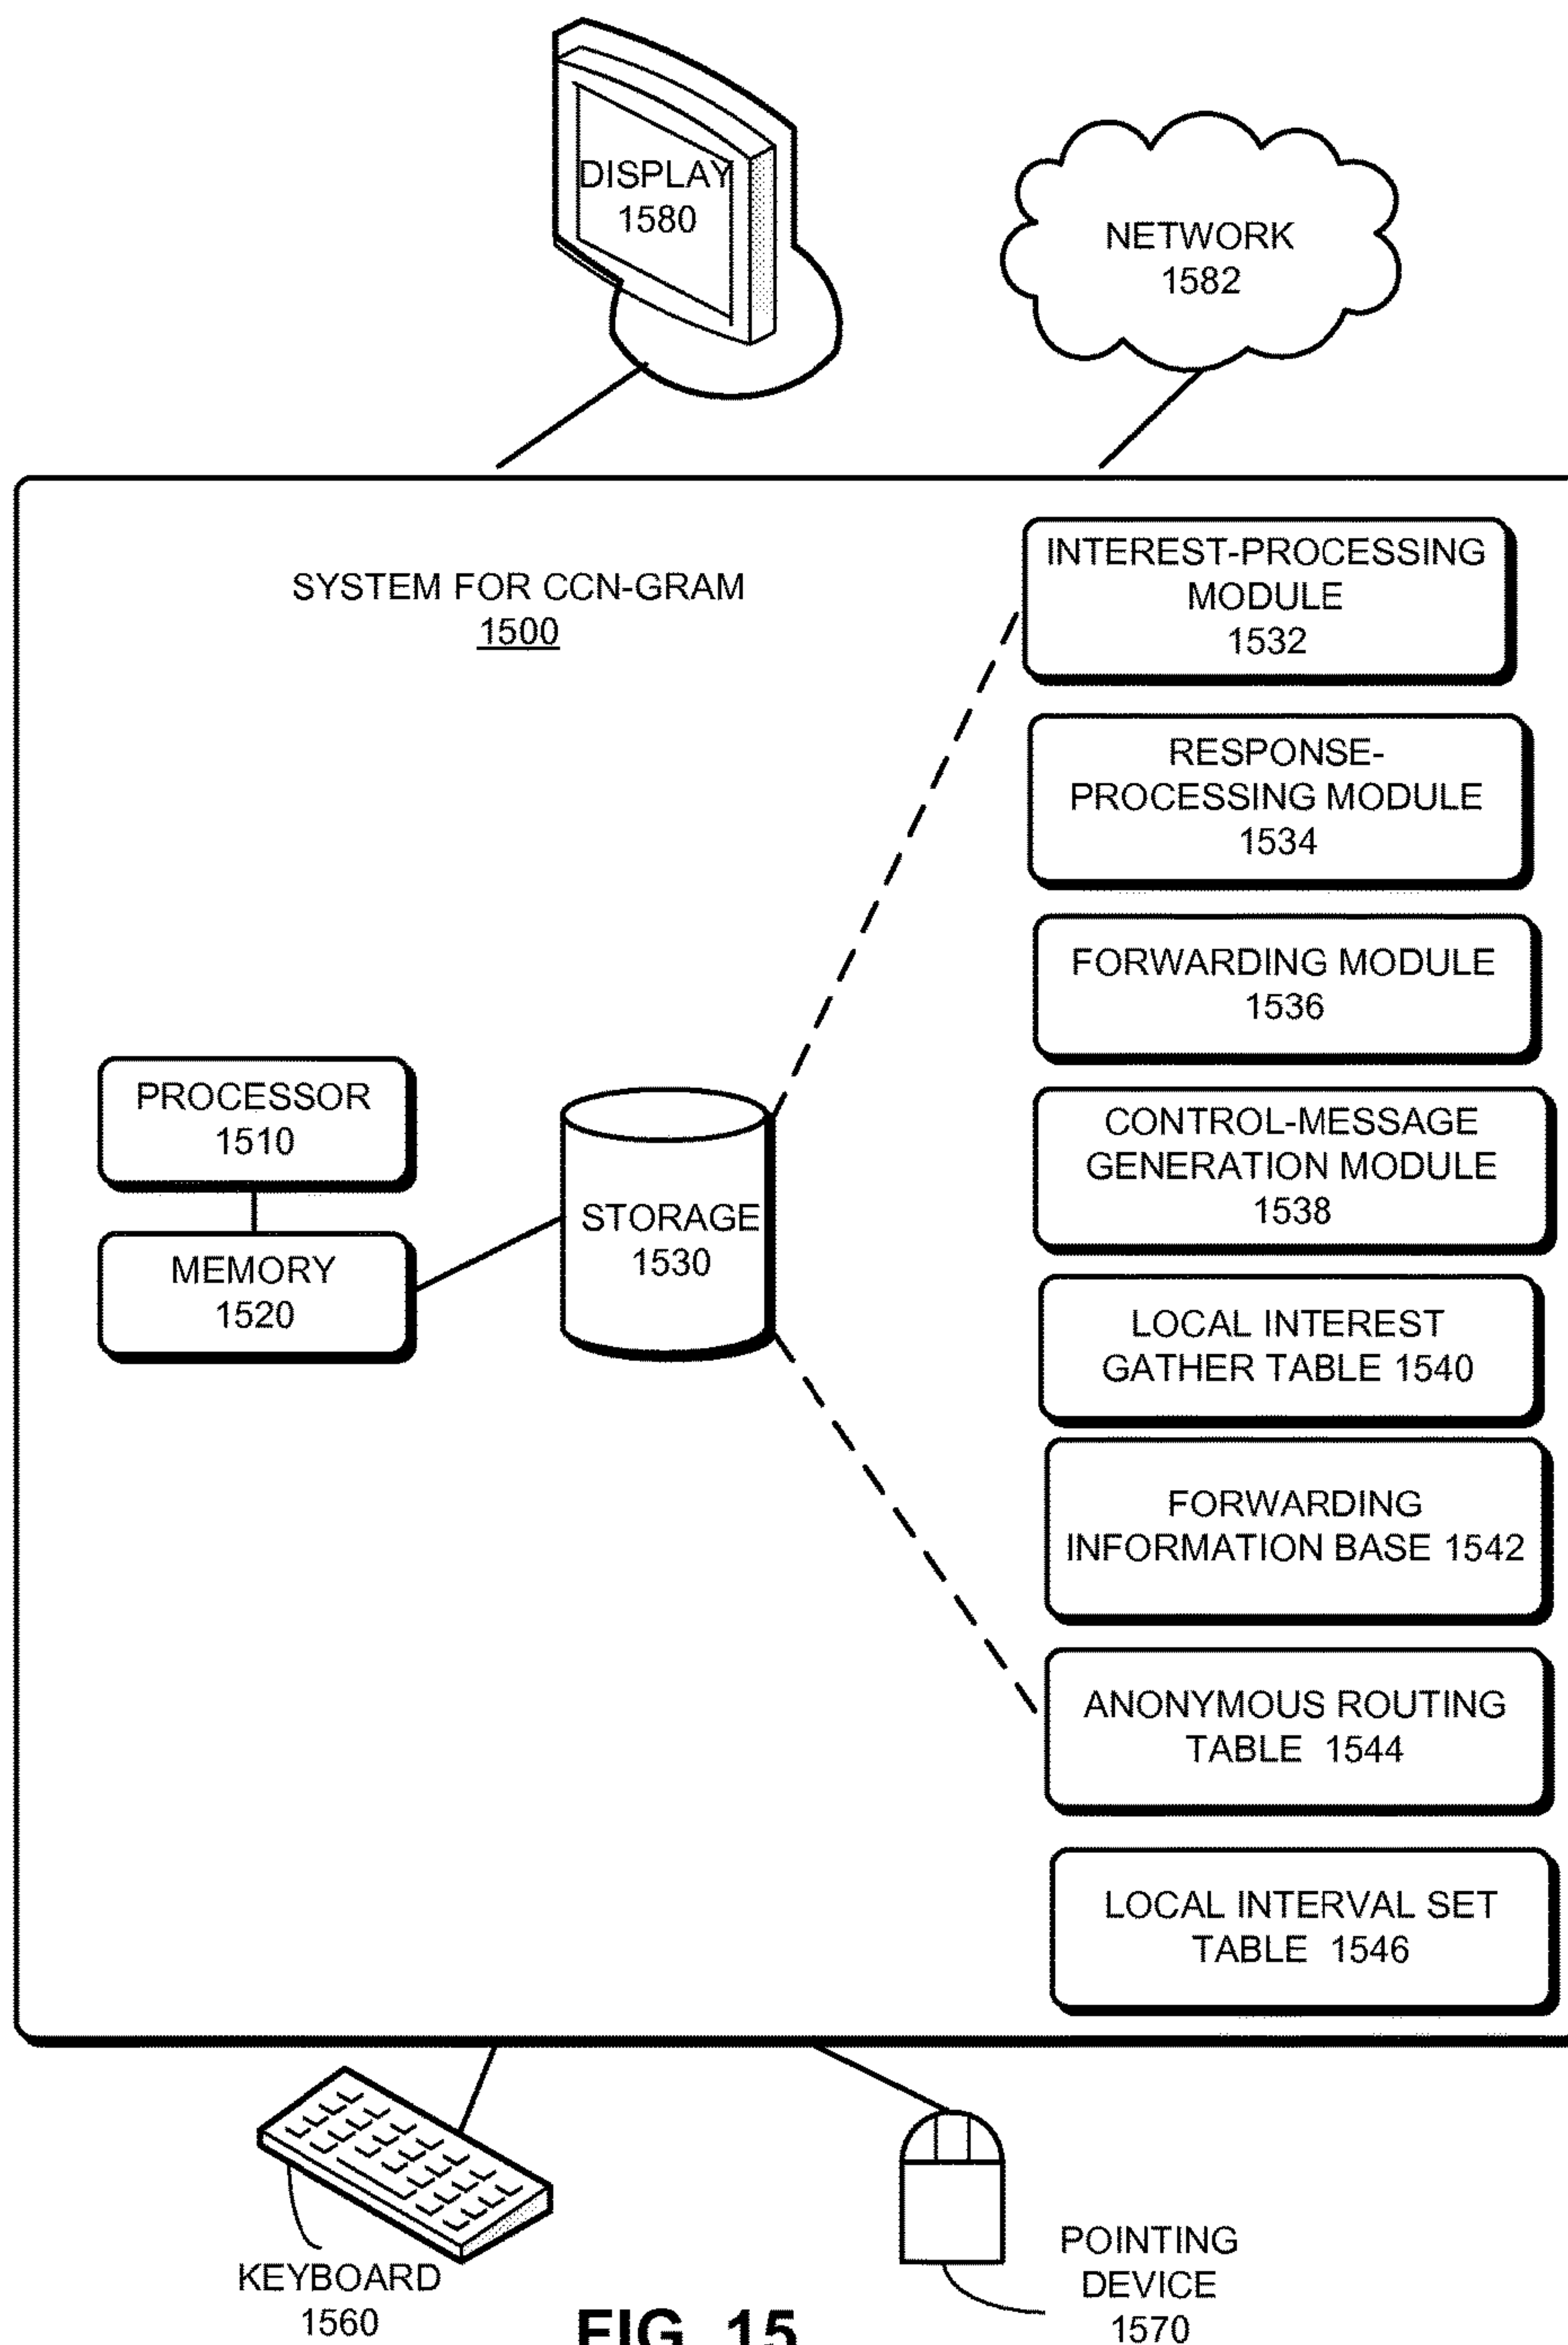 DISPLAY
1580
NETWORK
1582
SYSTEM FOR CCN-GRAM
1500
INTEREST-PROCESSING
MODULE
1532
RESPONSE-
PROCESSING MODULE
1534
FORWARDING MODULE
1536
PROCESSOR
1510
MEMORY
1520
STORAGE
1530
CONTROL-MESSAGE
GENERATION MODULE
1538
LOCAL INTEREST
GATHER TABLE 1540
FORWARDING
INFORMATION BASE 1542
ANONYMOUS ROUTING
TABLE 1544
LOCAL INTERVAL SET
TABLE 1546
KEYBOARD
1560
POINTING
DEVICE
1570
FIG. 15